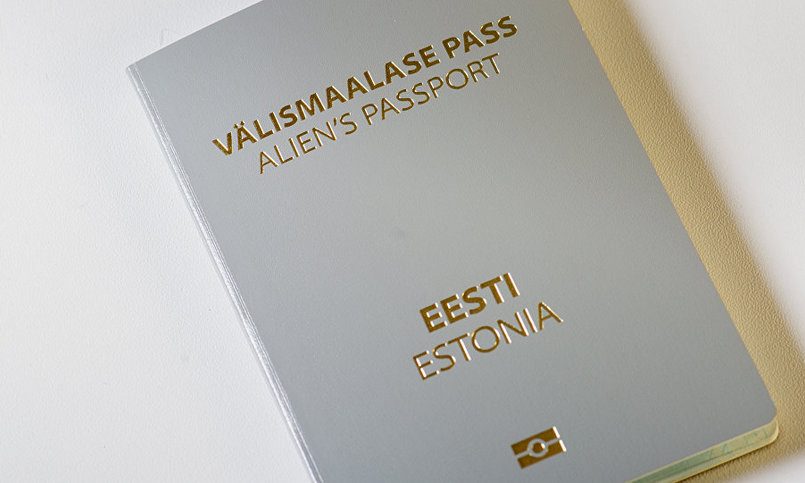 VÄLISMAALASE PASS
ALIEN'S PASSPORT
EESTI
ESTONIA